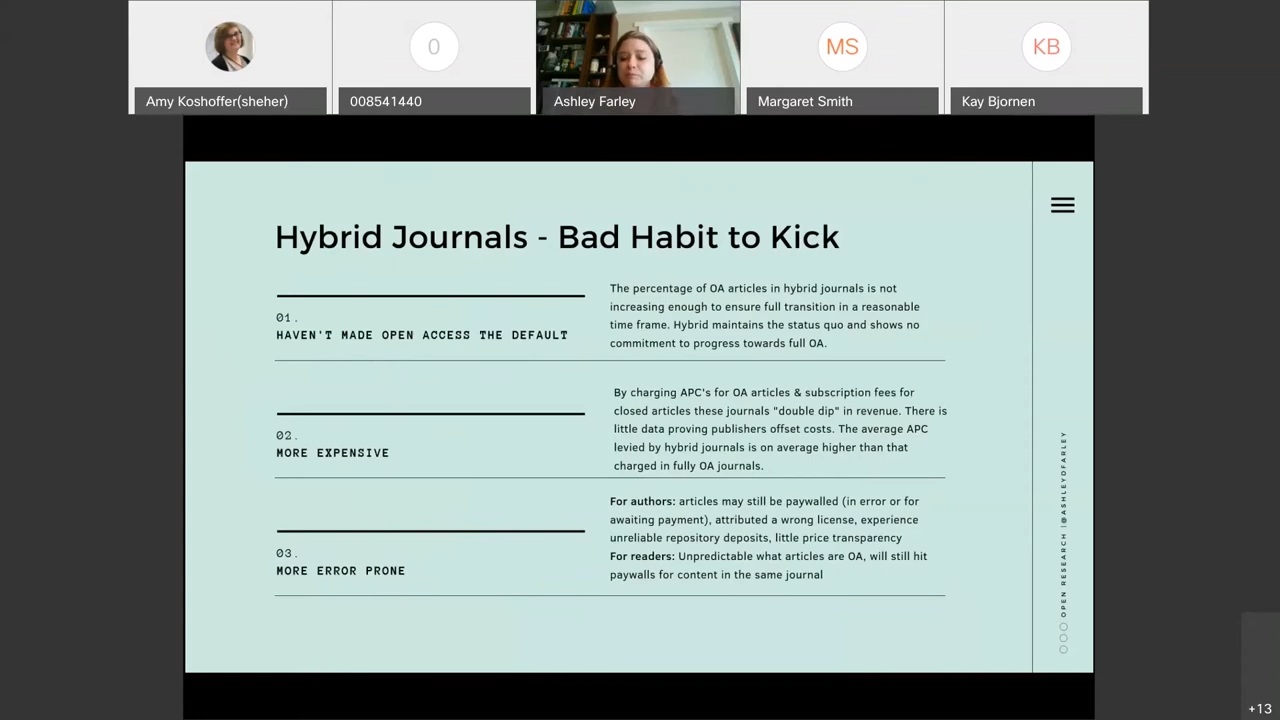 Amy Koshoffer(sheher)
0
008541440
Ashley Farley
MS
Margaret Smith
KB
Kay Bjornen
Hybrid Journals - Bad Habit to Kick
01.
HAVEN'T MADE OPEN ACCESS THE DEFAULT
The percentage of OA articles in hybrid journals is not
increasing enough to ensure full transition in a reasonable
time frame. Hybrid maintains the status quo and shows no
commitment to progress towards full OA.
02.
MORE EXPENSIVE
By charging APC's for OA articles & subscription fees for
closed articles these journals "double dip" in revenue. There is
little data proving publishers offset costs. The average APC
levied by hybrid journals is on average higher than that
charged in fully OA journals.
03.
MORE ERROR PRONE
For authors: articles may still be paywalled (in error or for
awaiting payment), attributed a wrong license, experience
unreliable repository deposits, little price transparency
For readers: Unpredictable what articles are OA, will still hit
paywalls for content in the same journal
OPEN RESEARCH |@ASHLEYDFARLEY
+13